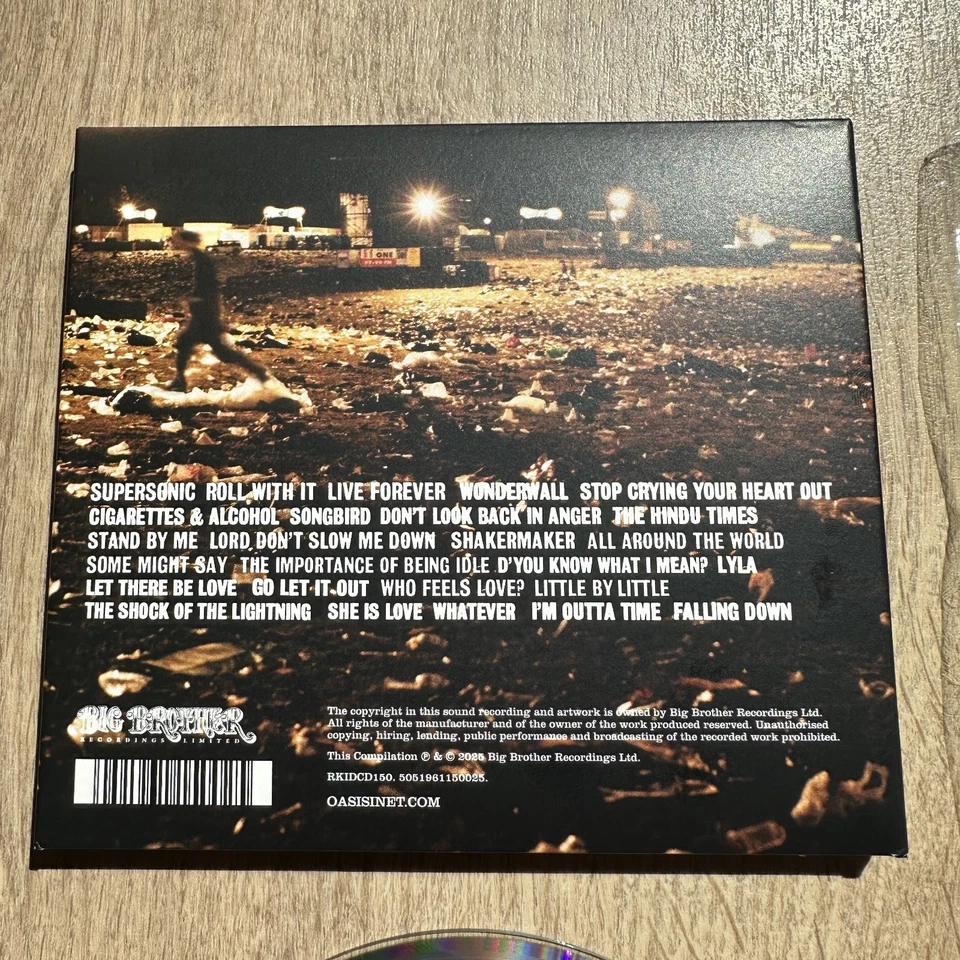 ONE
SUPERSONIC ROLL WITH IT LIVE FOREVER WONDERWALL STOP CRYING YOUR HEART OUT
CIGARETTES & ALCOHOL SONGBIRD DON'T LOOK BACK IN ANGER THE HINDU TIMES
STAND BY ME LORD DON'T SLOW ME DOWN SHAKERMAKER ALL AROUND THE WORLD
SOME MIGHT SAY THE IMPORTANCE OF BEING IDLE D'YOU KNOW WHAT I MEAN? LYLA
LET THERE BE LOVE GO LET IT OUT WHO FEELS LOVE? LITTLE BY LITTLE
THE SHOCK OF THE LIGHTNING SHE IS LOVE WHATEVER I'M OUTTA TIME FALLING DOWN
BIG BROTHER
RECORDINGS LIMITED
The copyright in this sound recording and artwork is owned by Big Brother Recordings Ltd.
All rights of the manufacturer and of the owner of the work produced reserved. Unauthorised
copying, hiring, lending, public performance and broadcasting of the recorded work prohibited.
This Compilation ℗ & © 2025 Big Brother Recordings Ltd.
RKIDCD150. 5051961150025.
OASISINET.COM